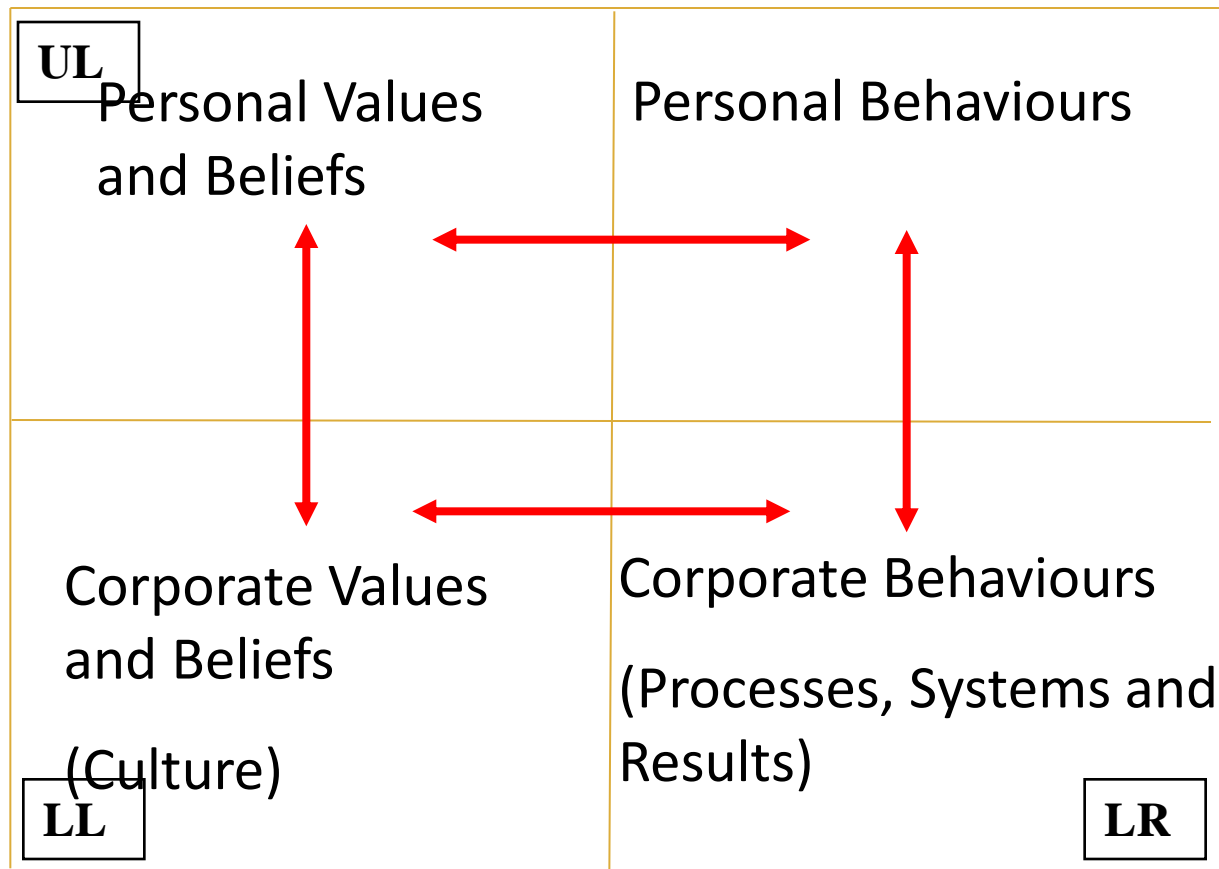 UL
Personal Values
and Beliefs
Personal Behaviours
Corporate Values
and Beliefs
(Culture)
LL
Corporate Behaviours
(Processes, Systems and
Results)
LR